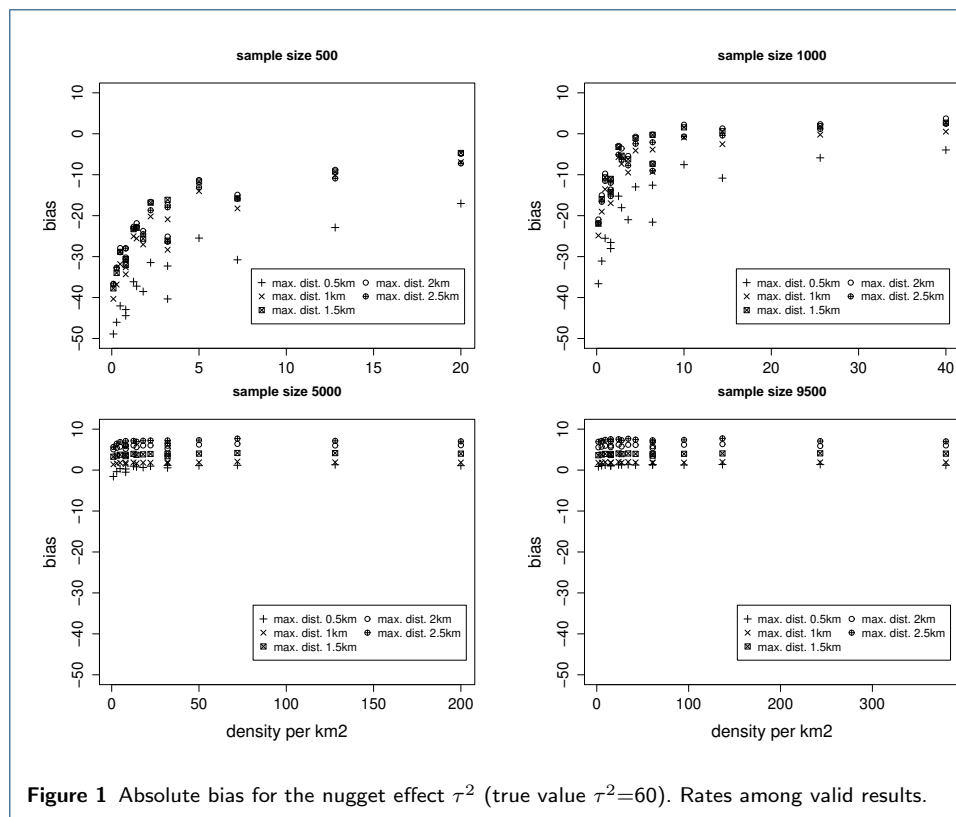 sample size 500
10
0
−10
−20
−30
−40
−50
bias
0
5
10
15
20
max. dist. 0.5km
max. dist. 1km
max. dist. 1.5km
max. dist. 2km
max. dist. 2.5km
sample size 1000
10
0
−10
−20
−30
−40
−50
bias
0
10
20
30
40
max. dist. 0.5km
max. dist. 1km
max. dist. 1.5km
max. dist. 2km
max. dist. 2.5km
sample size 5000
10
0
−10
−20
−30
−40
−50
bias
0
50
100
150
200
density per km2
max. dist. 0.5km
max. dist. 1km
max. dist. 1.5km
max. dist. 2km
max. dist. 2.5km
sample size 9500
10
0
−10
−20
−30
−40
−50
bias
0
100
200
300
density per km2
max. dist. 0.5km
max. dist. 1km
max. dist. 1.5km
max. dist. 2km
max. dist. 2.5km
Figure 1 Absolute bias for the nugget effect τ² (true value τ²=60). Rates among valid results.